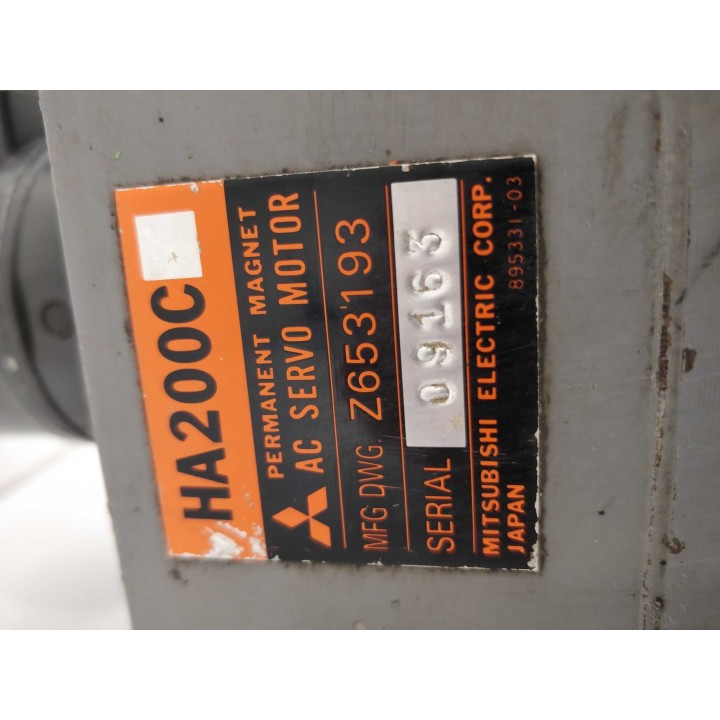 HA200C
PERMANENT MAGNET
AC SERVO MOTOR
MFG DWG. Z653193
SERIAL 09163
MITSUBISHI ELECTRIC CORP.
JAPAN 895331-03